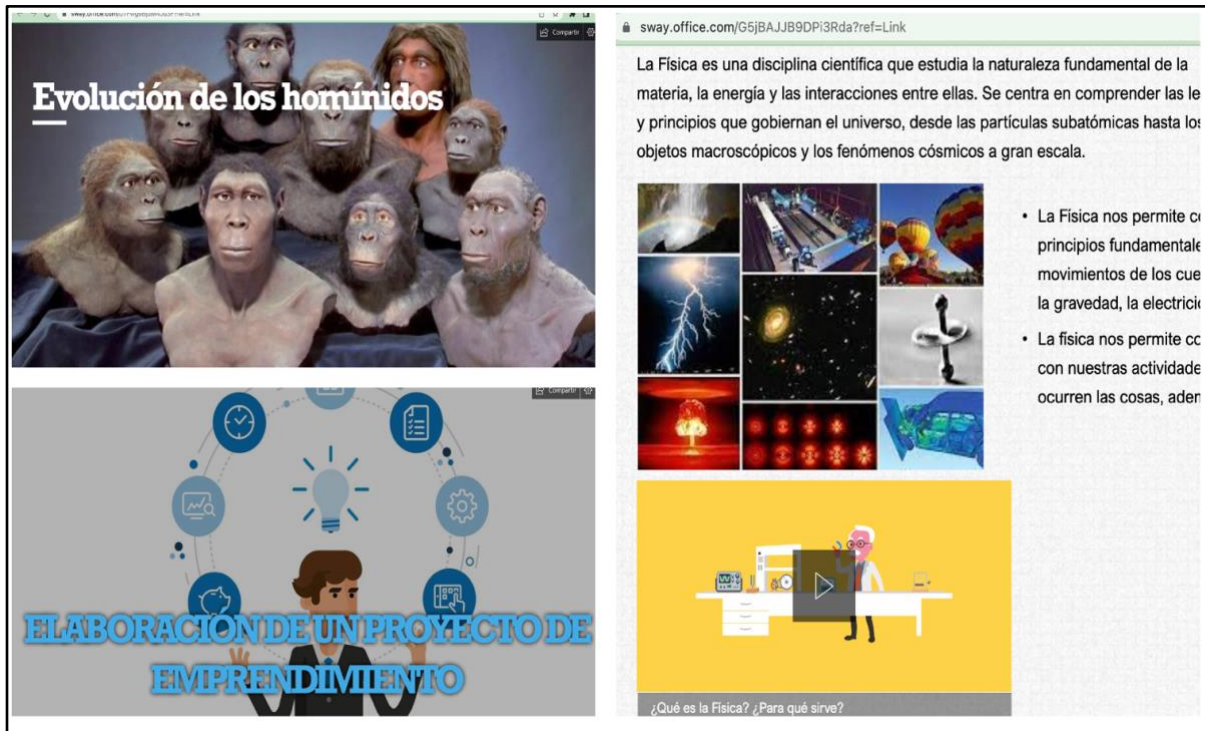 Compartir
Evolución de los homínidos
Compartir
ELABORACIÓN DE UN PROYECTO DE
EMPRENDIMIENTO
sway.office.com/G5jBAJJB9DPi3Rda?ref=Link
La Física es una disciplina científica que estudia la naturaleza fundamental de la
materia, la energía y las interacciones entre ellas. Se centra en comprender las le
y principios que gobiernan el universo, desde las partículas subatómicas hasta los
objetos macroscópicos y los fenómenos cósmicos a gran escala.
• La Física nos permite c
principios fundamentale
movimientos de los cue
la gravedad, la electrici
• La física nos permite co
con nuestras actividade
ocurren las cosas, ader
¿Qué es la Física? ¿Para qué sirve?